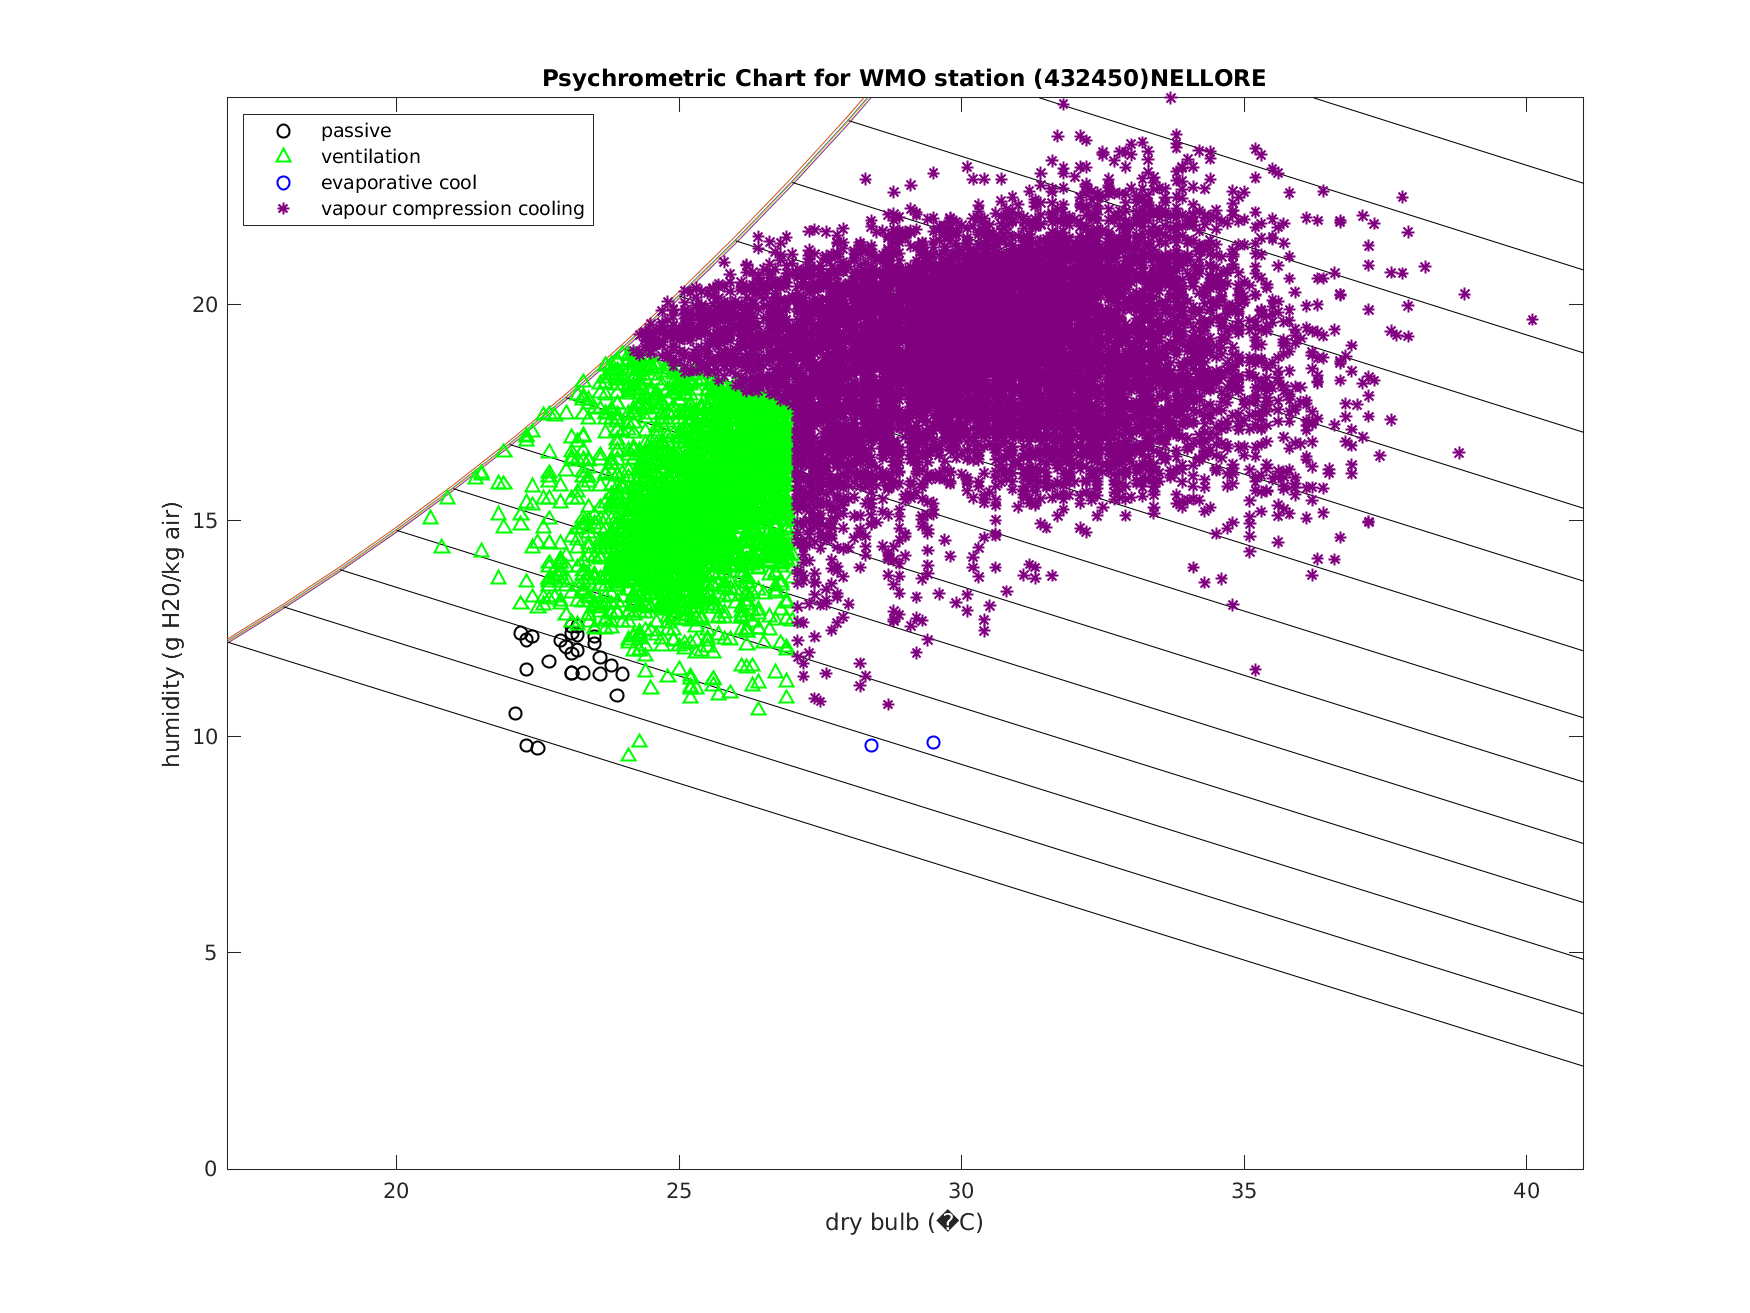 Psychrometric Chart for WMO station (432450)NELLORE
passive
ventilation
evaporative cool
vapour compression cooling
humidity (g H20/kg air)
20
15
10
5
0
20 25 30 35 40
dry bulb (�C)